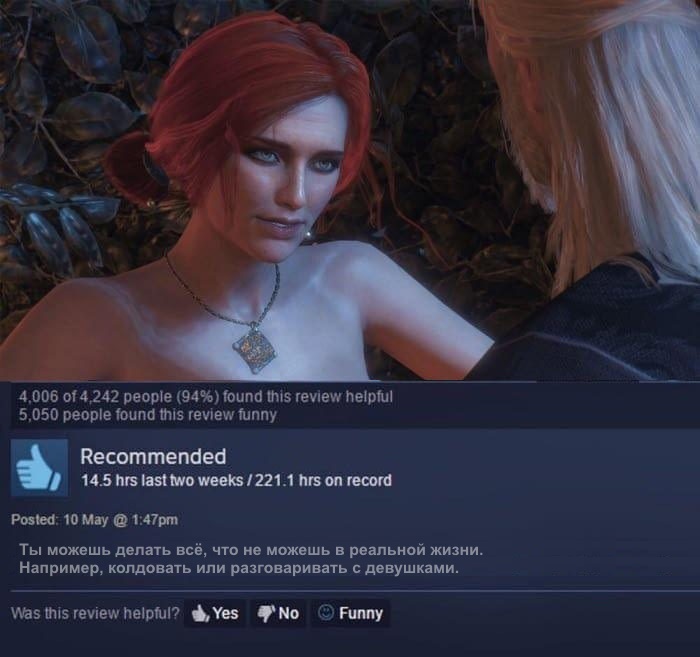 4,006 of 4,242 people (94%) found this review helpful
5,050 people found this review funny
Recommended
14.5 hrs last two weeks / 221.1 hrs on record
Posted: 10 May @ 1:47pm
Ты можешь делать всё, что не можешь в реальной жизни.
Например, колдовать или разговаривать с девушками.
Was this review helpful? Yes No Funny